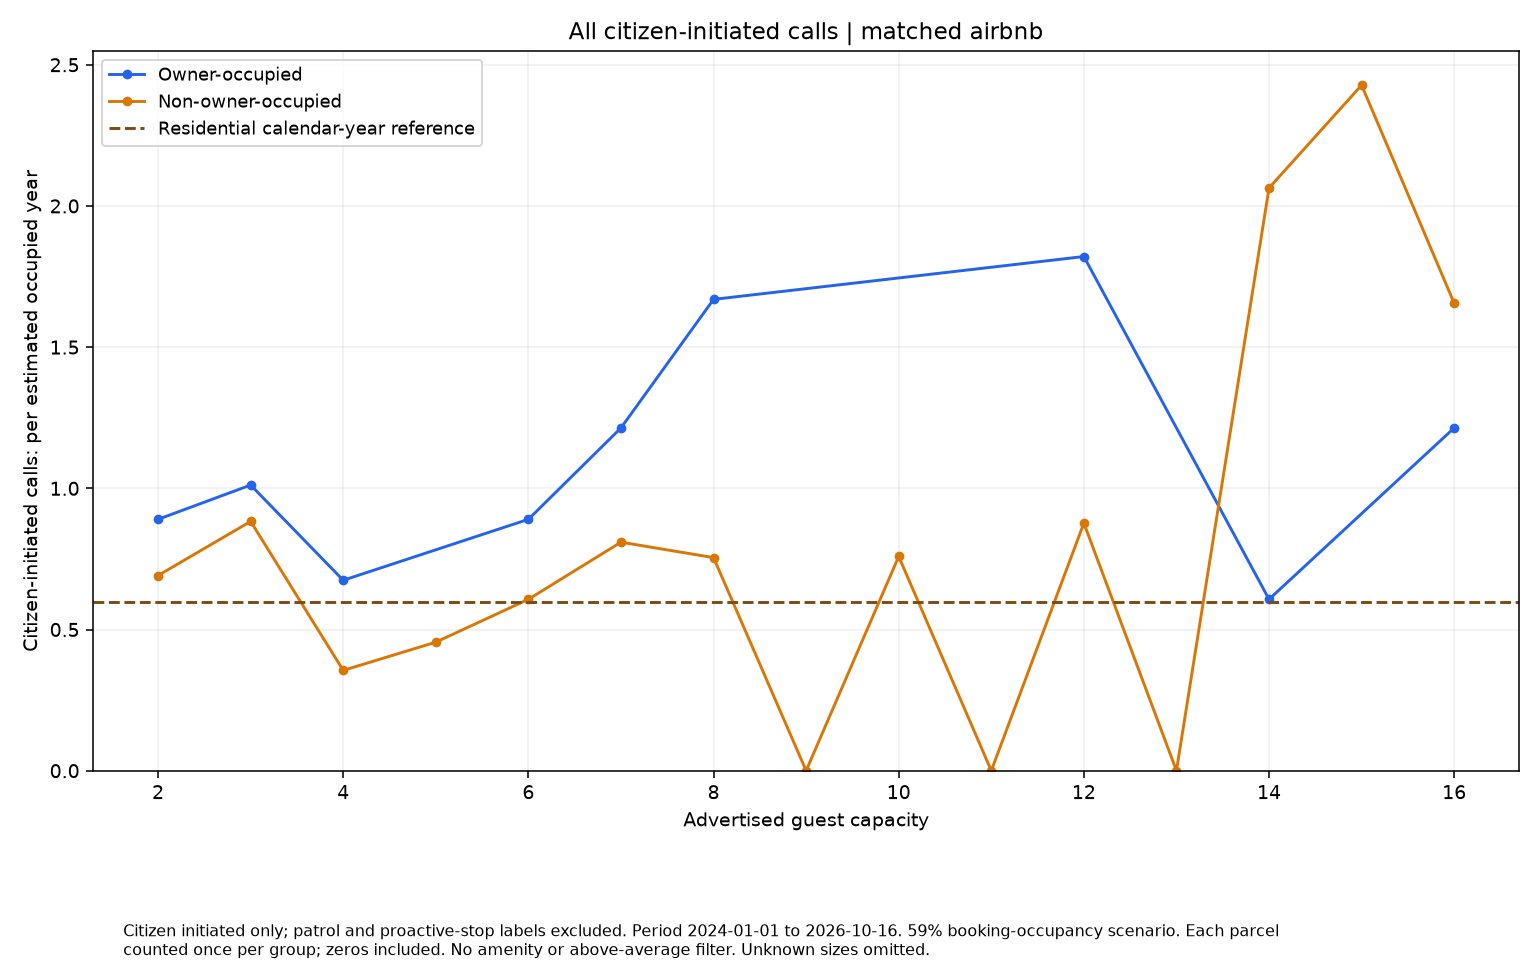 All citizen-initiated calls | matched airbnb
Owner-occupied
Non-owner-occupied
Residential calendar-year reference
Citizen-initiated calls: per estimated occupied year
2.5
2.0
1.5
1.0
0.5
0.0
2 4 6 8 10 12 14 16
Advertised guest capacity
Citizen initiated only; patrol and proactive-stop labels excluded. Period 2024-01-01 to 2026-10-16. 59% booking-occupancy scenario. Each parcel
counted once per group; zeros included. No amenity or above-average filter. Unknown sizes omitted.